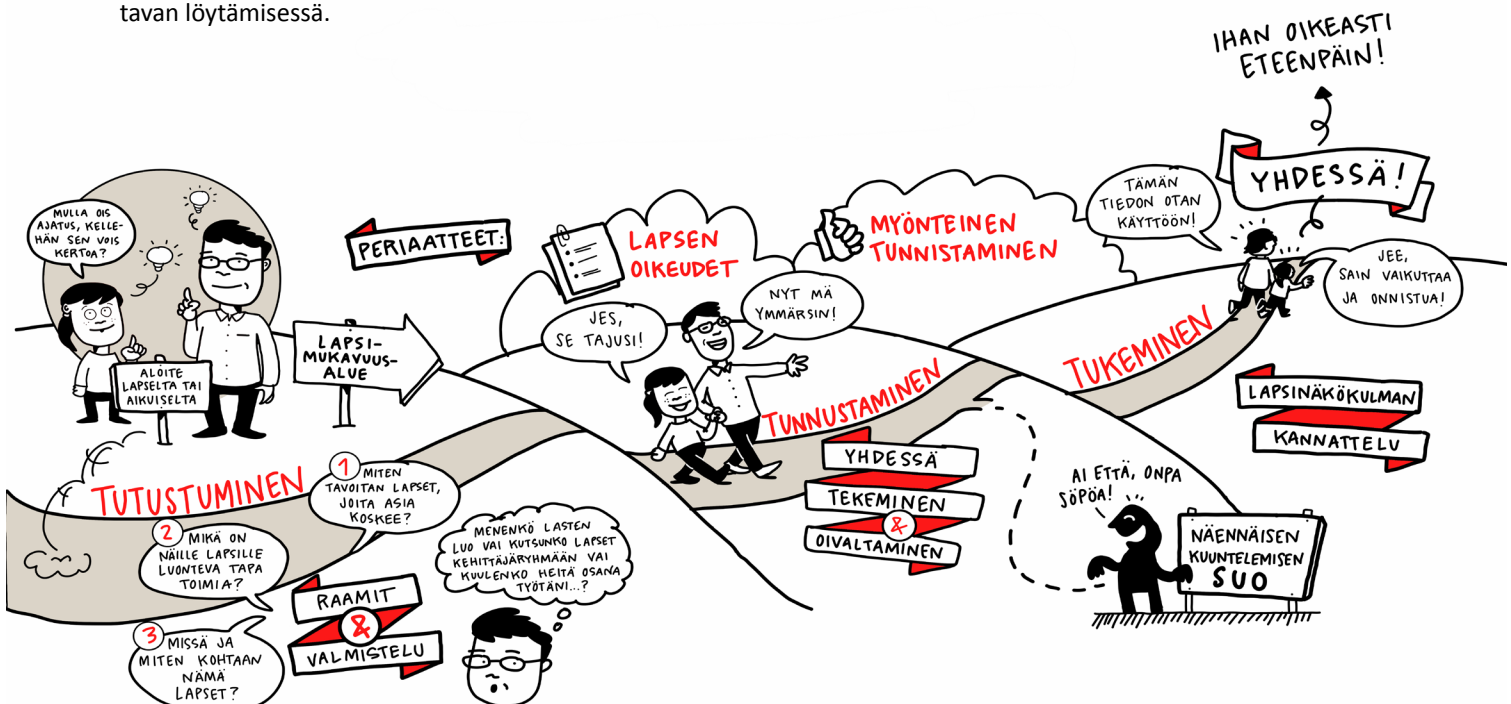 tavan löytämisessä.
IHAN OIKEASTI
ETEENPÄIN!
YHDESSÄ!
MULLA OIS
AJATUS, KELLE-
HÄN SEN VOIS
KERTOA?
ALOITE
LAPSELTA TAI
AIKUISELTA
LAPSI-
MUKAVUUS-
ALUE
PERIAATTEET:
LAPSEN
OIKEUDET
MYÖNTEINEN
TUNNISTAMINEN
JES,
SE TAJUSI!
NYT MÄ
YMMÄRSIN!
TÄMÄN
TIEDON OTAN
KÄYTTÖÖN!
JEE,
SAIN VAIKUTTAA
JA ONNISTUA!
TUTUSTUMINEN
1 MITEN
TAVOITAN LAPSET,
JOITA ASIA
KOSKEE?
2 MIKÄ ON
NÄILLE LAPSILLE
LUONTEVA TAPA
TOIMIA?
3 MISSÄ JA
MITEN KOHTAAN
NÄMÄ
LAPSET?
RAAMIT
&
VALMISTELU
MENENKÖ LASTEN
LUO VAI KUTSUNKO LAPSET
KEHITTÄJÄRYHMÄÄN VAI
KUULENKO HEITÄ OSANA
TYÖTÄNI...?
TUNNUSTAMINEN
YHDESSÄ
TEKEMINEN
&
OIVALTAMINEN
TUKEMINEN
LAPSINÄKÖKULMAN
KANNATTELU
AI ETTÄ, ONPA
SÖPÖA!
NÄENNÄISEN
KUUNTELEMISEN
SUO